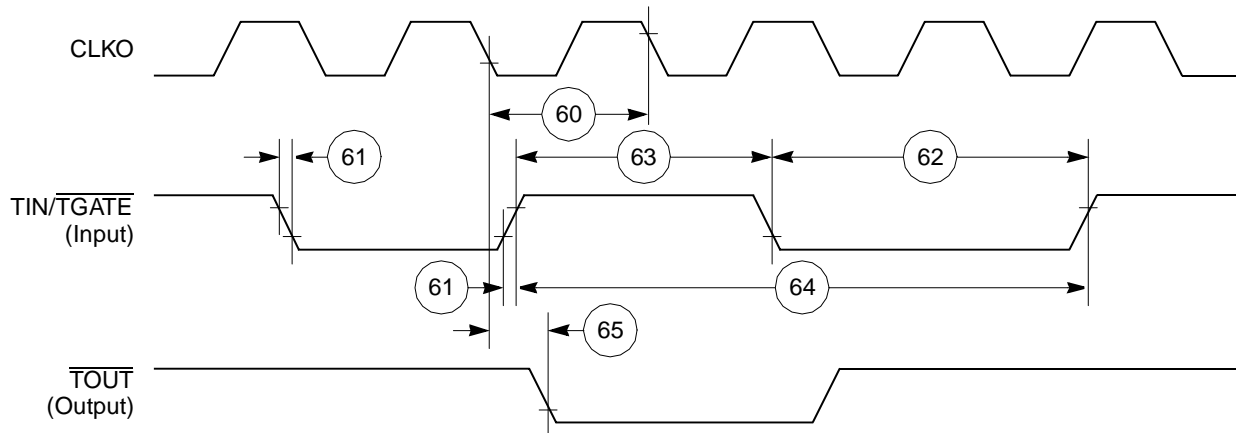 CLKO
60
61
63
62
TIN/TGATE
(Input)
61
64
65
TOUT
(Output)